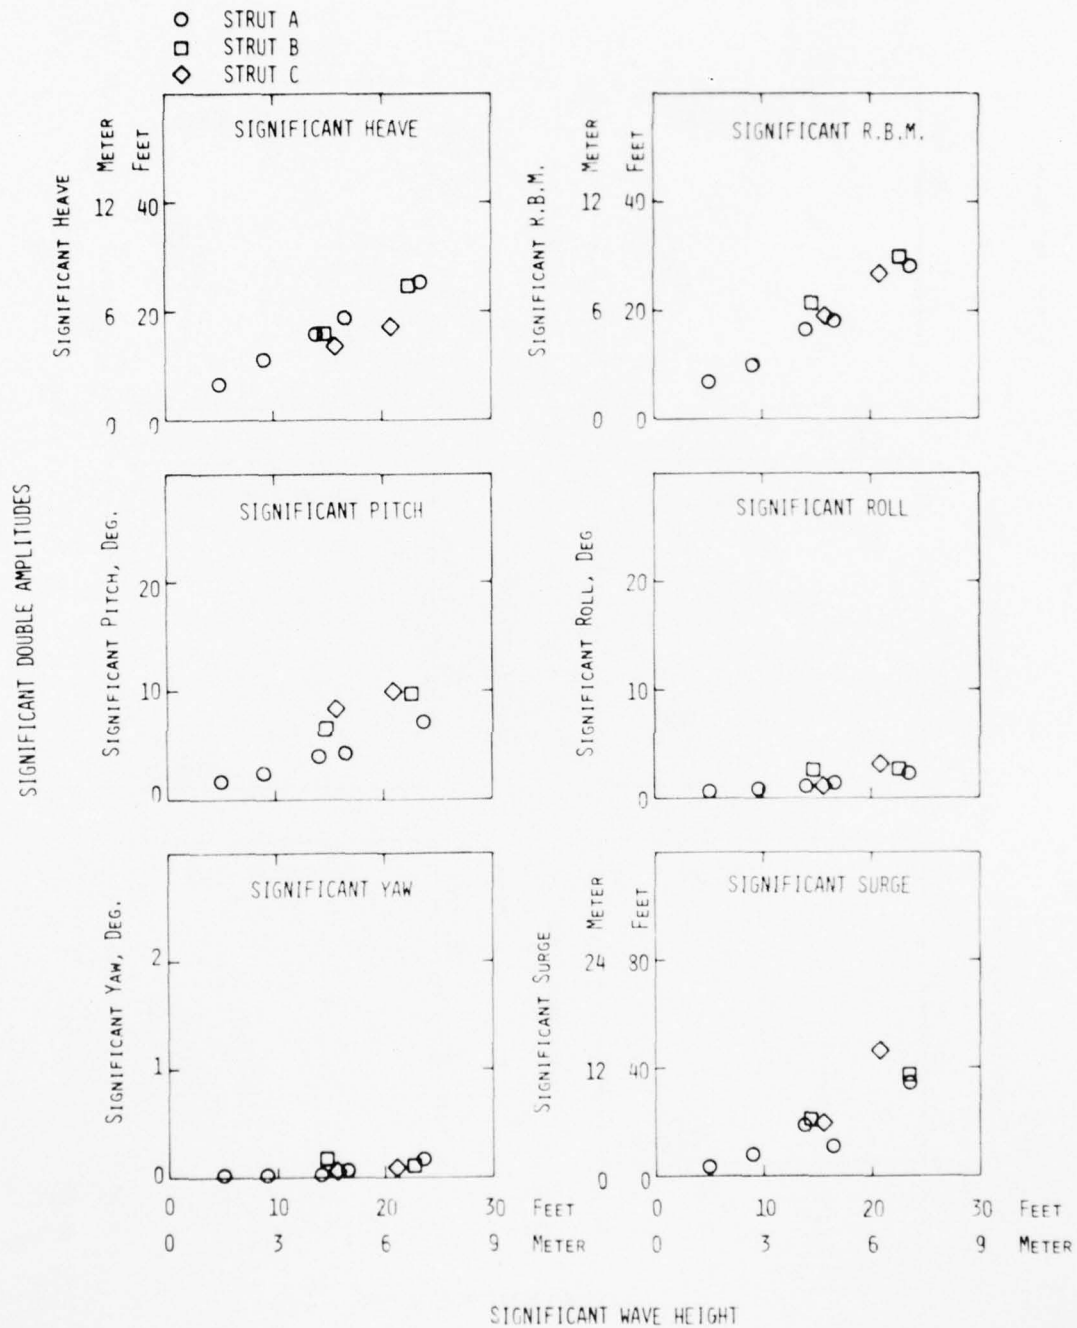 STRUT A
STRUT B
STRUT C
SIGNIFICANT HEAVE
SIGNIFICANT HEAVE
METER
FEET
12 40
6 20
0 0
SIGNIFICANT R.B.M.
SIGNIFICANT R.B.M.
METER
FEET
12 40
6 20
0 0
SIGNIFICANT DOUBLE AMPLITUDES
SIGNIFICANT PITCH
SIGNIFICANT PITCH, DEG.
20
10
0
SIGNIFICANT ROLL
SIGNIFICANT ROLL, DEG
20
10
0
SIGNIFICANT YAW
SIGNIFICANT YAW, DEG.
2
1
0
0 10 20 30 FEET
0 3 6 9 METER
SIGNIFICANT SURGE
SIGNIFICANT SURGE
METER
FEET
24 80
12 40
0 0
0 10 20 30 FEET
0 3 6 9 METER
SIGNIFICANT WAVE HEIGHT